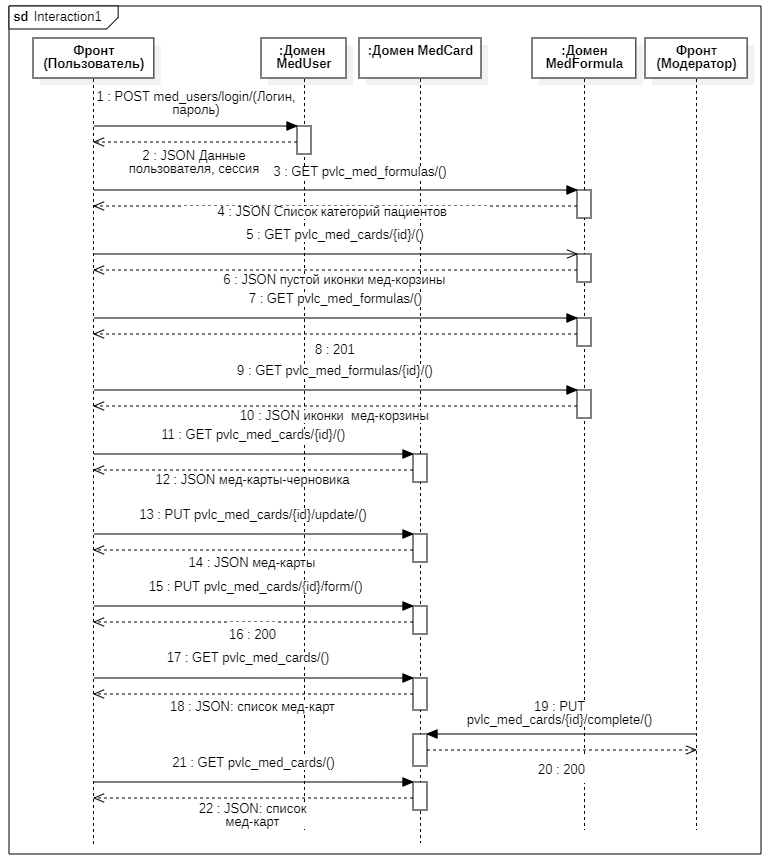 sd Interaction1
Фронт
(Пользователь)
:Домен
MedUser
:Домен MedCard
:Домен
MedFormula
Фронт
(Модератор)
1 : POST med_users/login/(Логин,
пароль)
2 : JSON Данные
пользователя, сессия
3 : GET pvlc_med_formulas/()
4 : JSON Список категорий пациентов
5 : GET pvlc_med_cards/{id}/()
6 : JSON пустой иконки мед-корзины
7 : GET pvlc_med_formulas/()
8 : 201
9 : GET pvlc_med_formulas/{id}/()
10 : JSON иконки мед-корзины
11 : GET pvlc_med_cards/{id}/()
12 : JSON мед-карты-черновика
13 : PUT pvlc_med_cards/{id}/update/()
14 : JSON мед-карты
15 : PUT pvlc_med_cards/{id}/form/()
16 : 200
17 : GET pvlc_med_cards/()
18 : JSON: список мед-карт
19 : PUT
pvlc_med_cards/{id}/complete/()
20 : 200
21 : GET pvlc_med_cards/()
22 : JSON: список
мед-карт